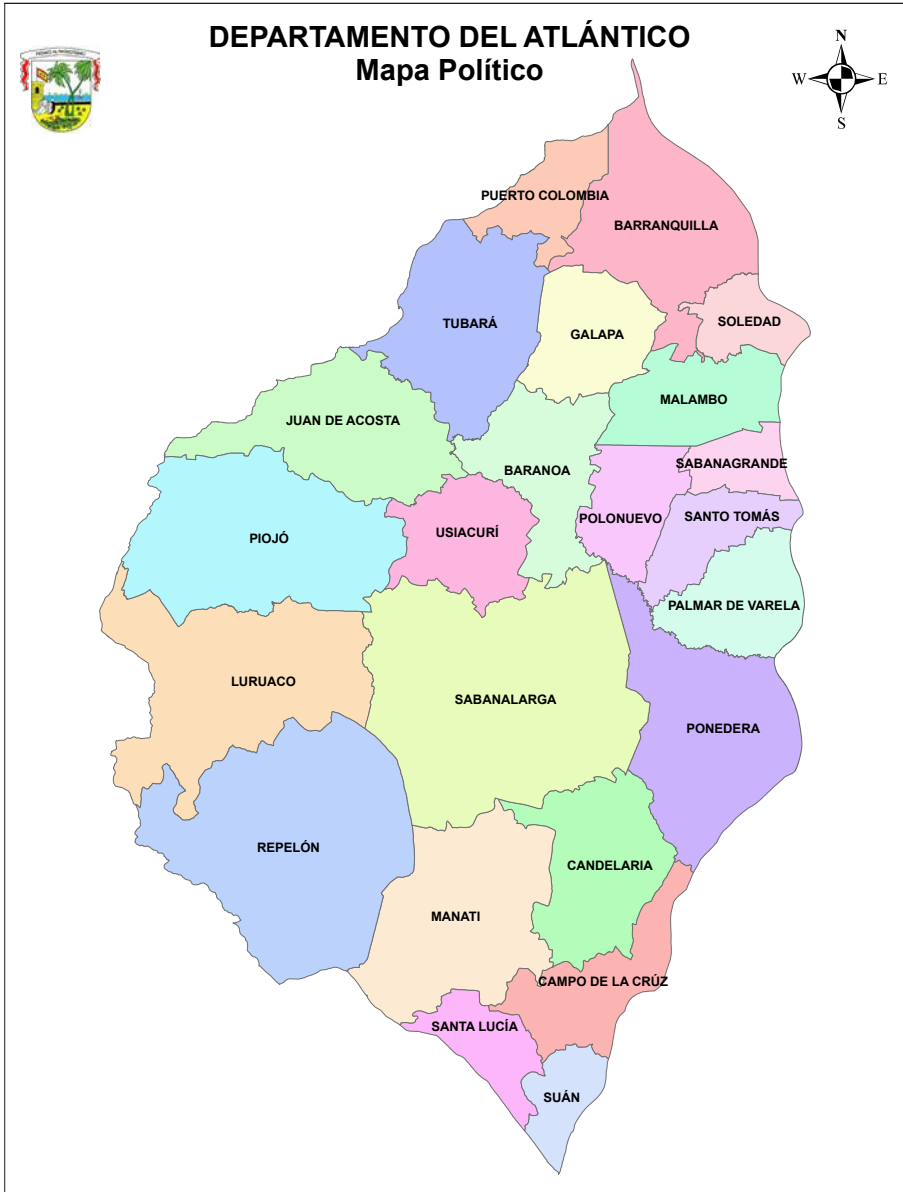 DEPARTAMENTO DEL ATLÁNTICO
Mapa Político
N
W
E
S
PUERTO COLOMBIA
BARRANQUILLA
TUBARÁ
GALAPA
SOLEDAD
MALAMBO
JUAN DE ACOSTA
BARANOA
SABANAGRANDE
POLONUEVO
SANTO TOMÁS
USIACURÍ
PIOJÓ
PALMAR DE VARELA
LURUACO
SABANALARGA
PONEDERA
REPELÓN
CANDELARIA
MANATI
CAMPO DE LA CRÚZ
SANTA LUCÍA
SUÁN